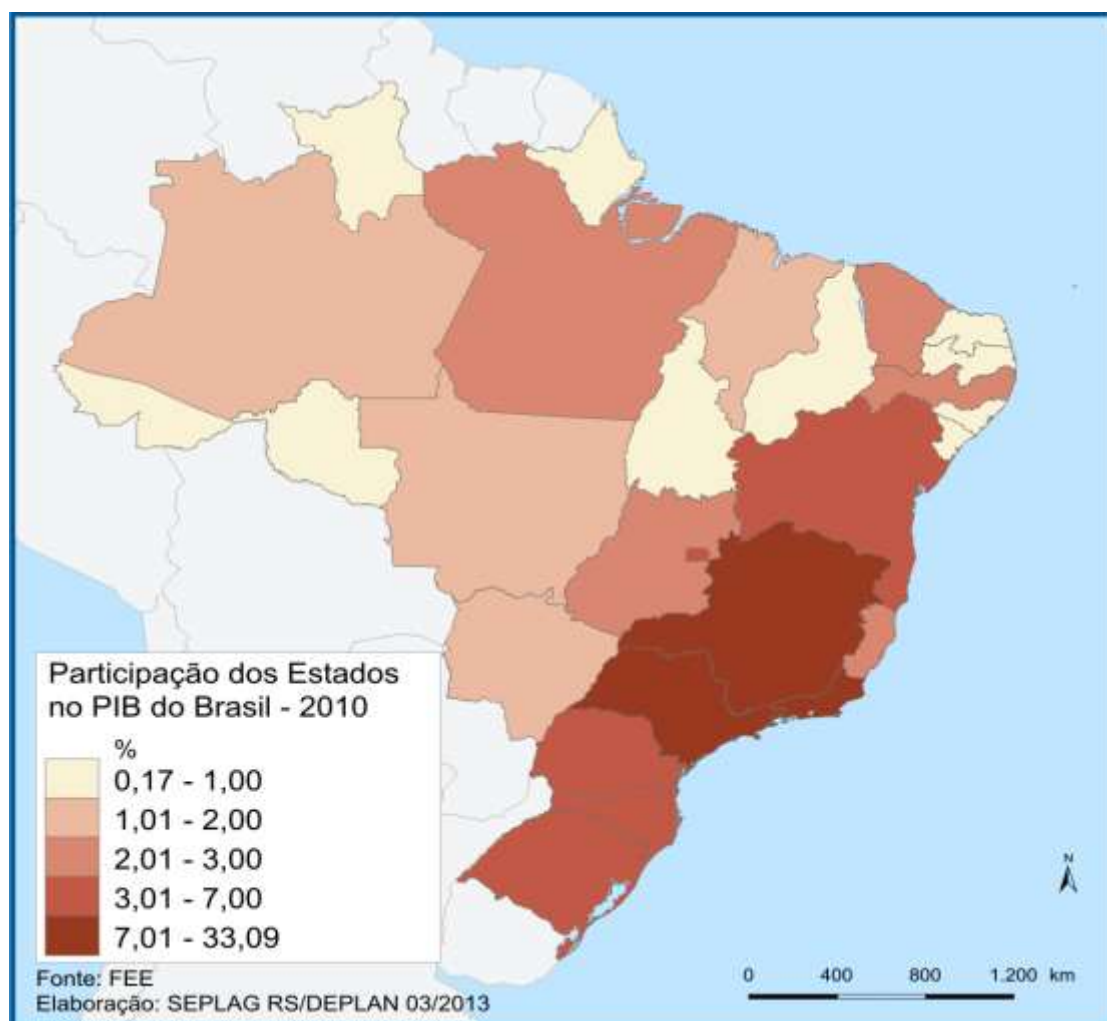 Participação dos Estados
no PIB do Brasil - 2010
%
0,17 - 1,00
1,01 - 2,00
2,01 - 3,00
3,01 - 7,00
7,01 - 33,09
Fonte: FEE
Elaboração: SEPLAG RS/DEPLAN 03/2013
N
0 400 800 1.200 km